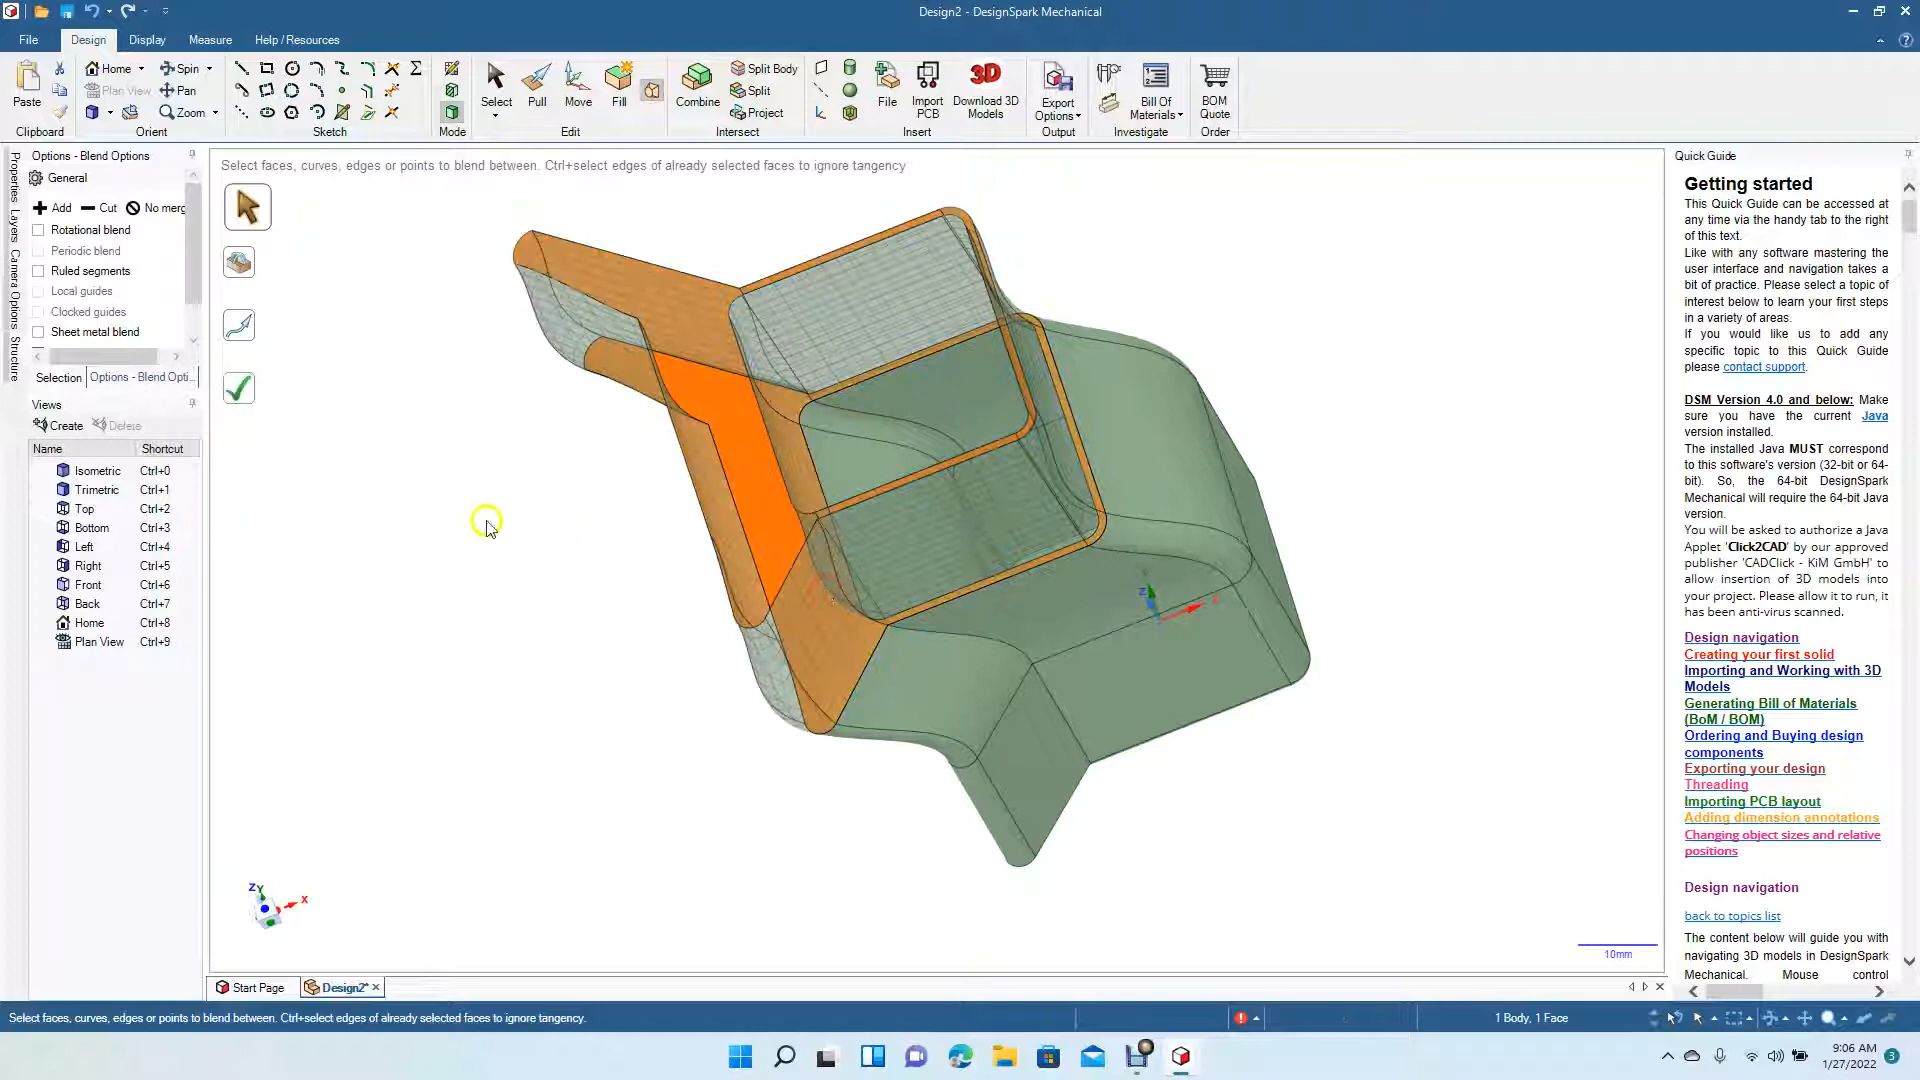 Design2 - DesignSpark Mechanical
File Design Display Measure Help / Resources
Paste
Home Spin
Plan View Pan
Zoom
Select Pull Move Fill
Combine Split Body
Split
Project
File Import PCB Download 3D Models
Export Options
Bill Of Materials
BOM Quote
Clipboard Orient Sketch Mode Edit Intersect Insert Output Investigate Order
Properties Layers Camera Options Structure
Options - Blend Options
General
Add Cut No merg
Rotational blend
Periodic blend
Ruled segments
Local guides
Clocked guides
Sheet metal blend
Selection Options - Blend Opti...
Views
Create Delete
Name Shortcut
Isometric Ctrl+0
Trimetric Ctrl+1
Top Ctrl+2
Bottom Ctrl+3
Left Ctrl+4
Right Ctrl+5
Front Ctrl+6
Back Ctrl+7
Home Ctrl+8
Plan View Ctrl+9
Select faces, curves, edges or points to blend between. Ctrl+select edges of already selected faces to ignore tangency
Z
Z Y X
10mm
Start Page Design2*
Quick Guide
Getting started
This Quick Guide can be accessed at
any time via the handy tab to the right
of this text.
Like with any software mastering the
user interface and navigation takes a
bit of practice. Please select a topic of
interest below to learn your first steps
in a variety of areas.
If you would like us to add any
specific topic to this Quick Guide
please contact support.
DSM Version 4.0 and below: Make
sure you have the current Java
version installed.
The installed Java MUST correspond
to this software's version (32-bit or 64-
bit). So, the 64-bit DesignSpark
Mechanical will require the 64-bit Java
version.
You will be asked to authorize a Java
Applet 'Click2CAD' by our approved
publisher 'CADClick - KiM GmbH' to
allow insertion of 3D models into
your project. Please allow it to run, it
has been anti-virus scanned.
Design navigation
Creating your first solid
Importing and Working with 3D
Models
Generating Bill of Materials
(BoM / BOM)
Ordering and Buying design
components
Exporting your design
Threading
Importing PCB layout
Adding dimension annotations
Changing object sizes and relative
positions
Design navigation
back to topics list
The content below will guide you with
navigating 3D models in DesignSpark
Mechanical. Mouse control
Select faces, curves, edges or points to blend between. Ctrl+select edges of already selected faces to ignore tangency.
1 Body, 1 Face
9:06 AM
1/27/2022
3